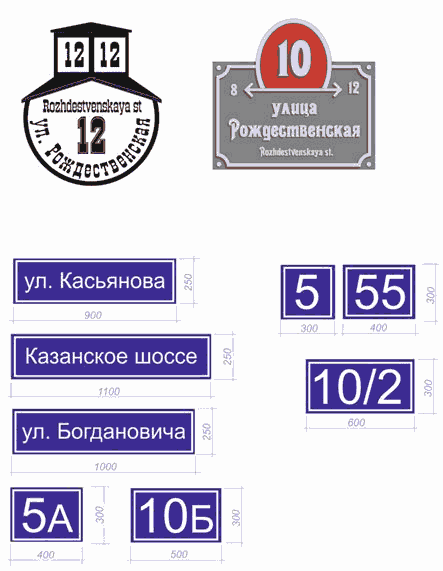 12 12
Rozhdestvenskaya st
12
ул. Рождественская
10
8 12
улица
Рождественская
Rozhdestvenskaya st.
ул. Касьянова
250
900
Казанское шоссе
250
1100
ул. Богдановича
250
1000
5А
300
400
10Б
300
500
5
300
55
300
400
10/2
300
600